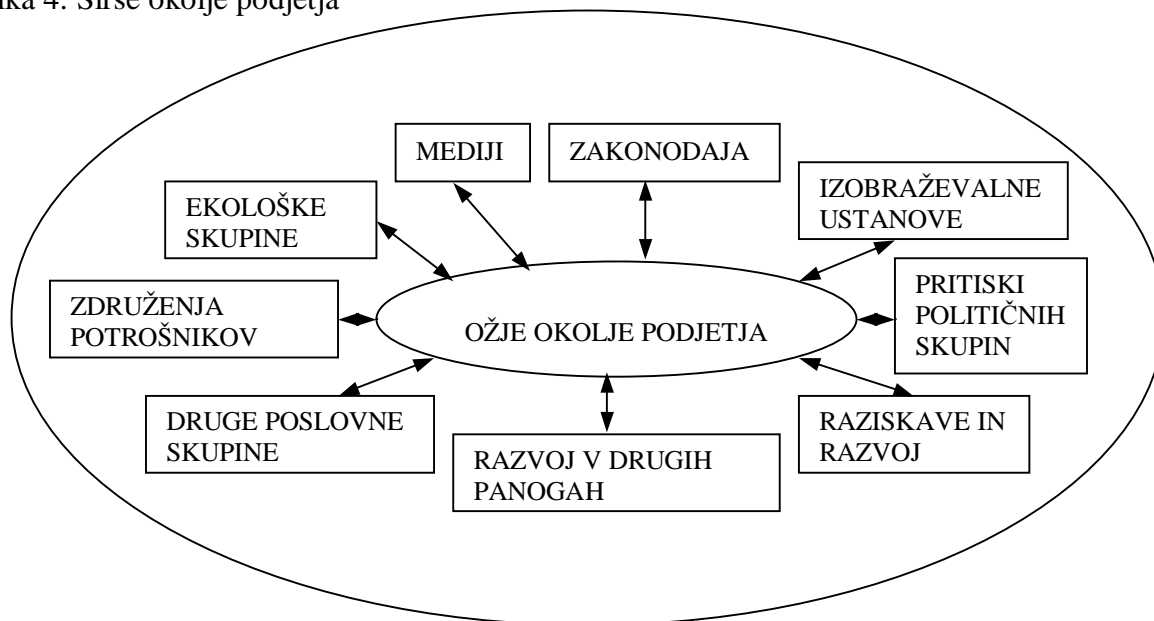 ka 4: Širše okolje podjetja
MEDIJI
ZAKONODAJA
IZOBRAŽEVALNE
USTANOVE
EKOLOŠKE
SKUPINE
PRITISKI
POLITIČNIH
SKUPIN
ZDRUŽENJA
POTROŠNIKOV
OŽJE OKOLJE PODJETJA
DRUGE POSLOVNE
SKUPINE
RAZISKAVE IN
RAZVOJ
RAZVOJ V DRUGIH
PANOGAH